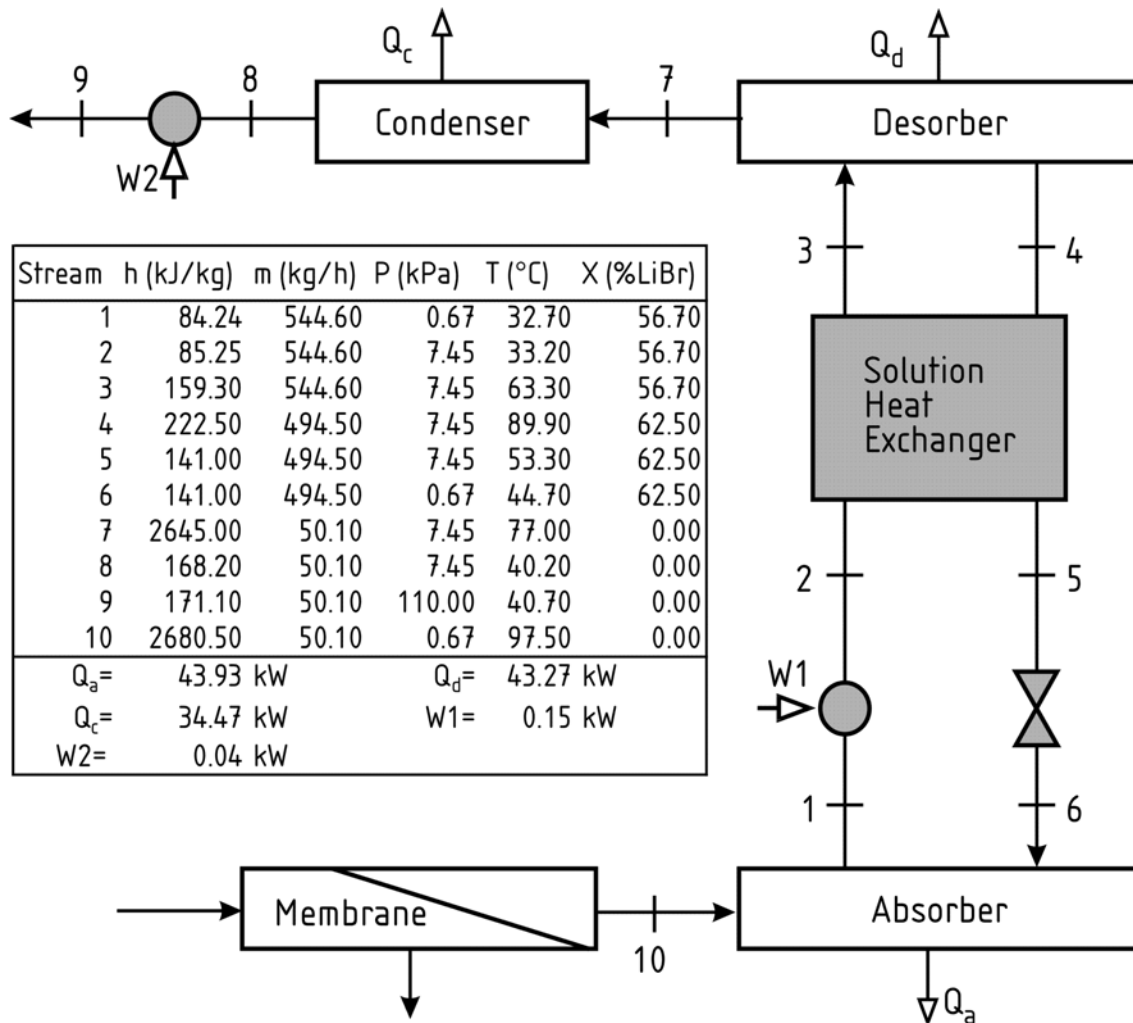 Q_c
Q_d
9
8
7
Condenser
Desorber
W2
3
4
Stream h (kJ/kg) m (kg/h) P (kPa) T (°C) X (%LiBr)
1 84.24 544.60 0.67 32.70 56.70
2 85.25 544.60 7.45 33.20 56.70
3 159.30 544.60 7.45 63.30 56.70
4 222.50 494.50 7.45 89.90 62.50
5 141.00 494.50 7.45 53.30 62.50
6 141.00 494.50 0.67 44.70 62.50
7 2645.00 50.10 7.45 77.00 0.00
8 168.20 50.10 7.45 40.20 0.00
9 171.10 50.10 110.00 40.70 0.00
10 2680.50 50.10 0.67 97.50 0.00
Q_a= 43.93 kW Q_d= 43.27 kW
Q_c= 34.47 kW W1= 0.15 kW
W2= 0.04 kW
Solution
Heat
Exchanger
2
5
W1
1
6
Membrane
10
Absorber
Q_a